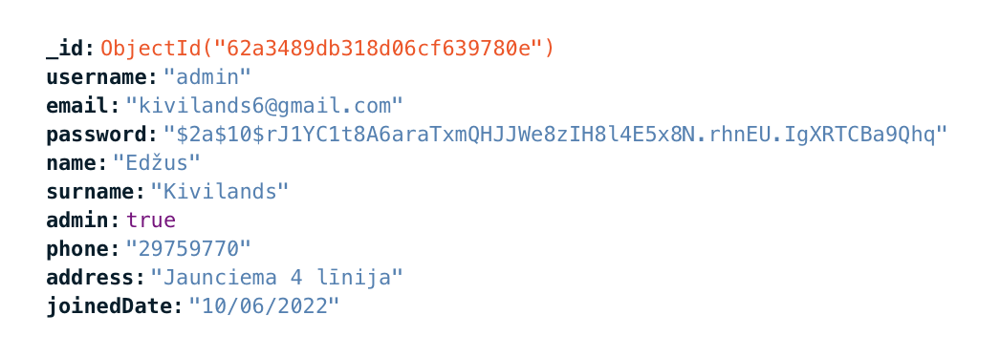 _id: ObjectId("62a3489db318d06cf639780e")
username: "admin"
email: "kivilands6@gmail.com"
password: "$2a$10$rJ1YC1t8A6araTxmQHJJWe8zIH8l4E5x8N.rhnEU.IgXRTCBa9Qhq"
name: "Edžus"
surname: "Kivilands"
admin: true
phone: "29759770"
address: "Jaunciema 4 līnija"
joinedDate: "10/06/2022"